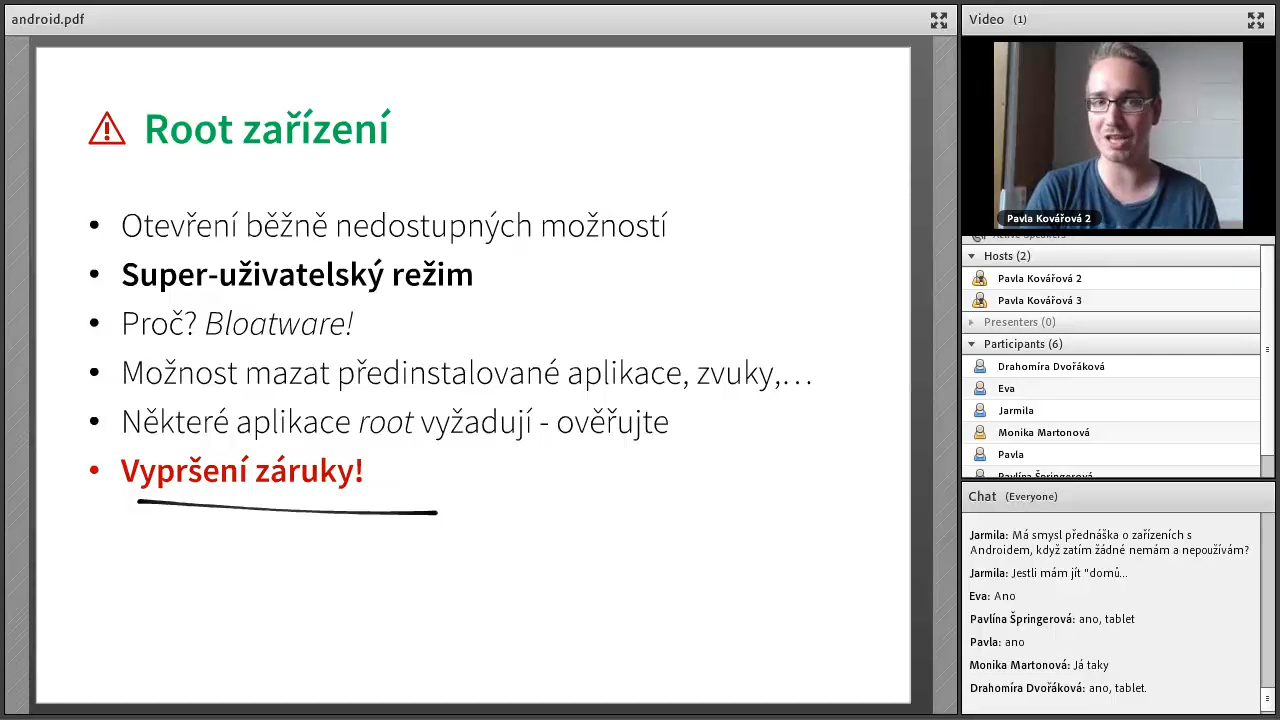 android.pdf
Root zařízení
• Otevření běžně nedostupných možností
• Super-uživatelský režim
• Proč? Bloatware!
• Možnost mazat předinstalované aplikace, zvuky,…
• Některé aplikace root vyžadují - ověřujte
• Vypršení záruky!
Video (1)
Pavla Kovářová 2
Active Speakers
Hosts (2)
Pavla Kovářová 2
Pavla Kovářová 3
Presenters (0)
Participants (6)
Drahomíra Dvořáková
Eva
Jarmila
Monika Martonová
Pavla
Pavlína Špringerová
Chat (Everyone)
Jarmila: Má smysl přednáška o zařízeních s
Androidem, když zatím žádné nemám a nepoužívám?
Jarmila: Jestli mám jít "domů...
Eva: Ano
Pavlína Špringerová: ano, tablet
Pavla: ano
Monika Martonová: Já taky
Drahomíra Dvořáková: ano, tablet.